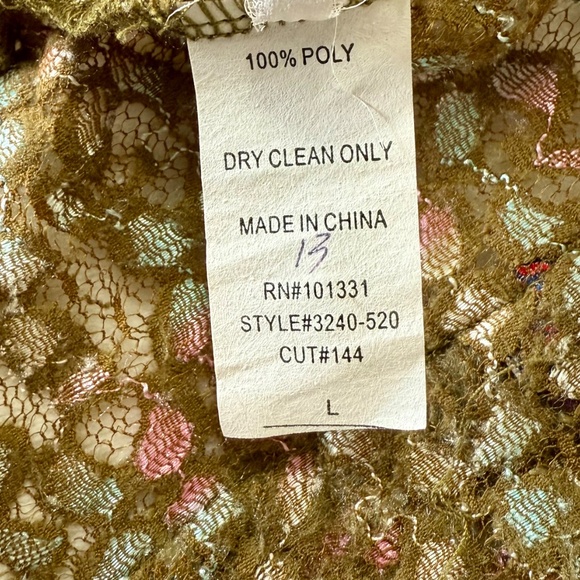 100% POLY
DRY CLEAN ONLY
MADE IN CHINA
13
RN#101331
STYLE#3240-520
CUT#144
L